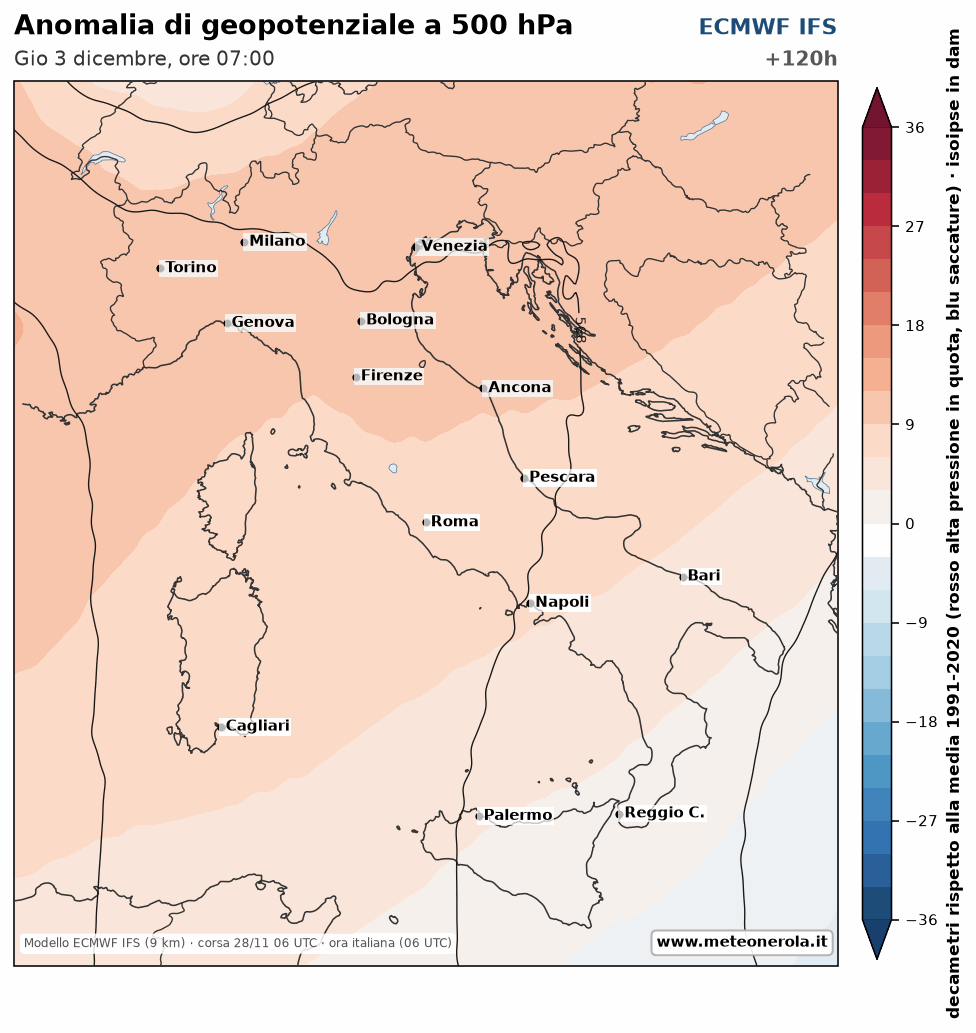 Anomalia di geopotenziale a 500 hPa
ECMWF IFS
Gio 3 dicembre, ore 07:00
+120h
Milano
Venezia
Torino
Genova
Bologna
Firenze
Ancona
Pescara
Roma
Bari
Napoli
Cagliari
Palermo
Reggio C.
36
27
18
9
0
−9
−18
−27
−36
decametri rispetto alla media 1991-2020 (rosso alta pressione in quota, blu saccature) · isoipse in dam
Modello ECMWF IFS (9 km) · corsa 28/11 06 UTC · ora italiana (06 UTC)
www.meteonerola.it